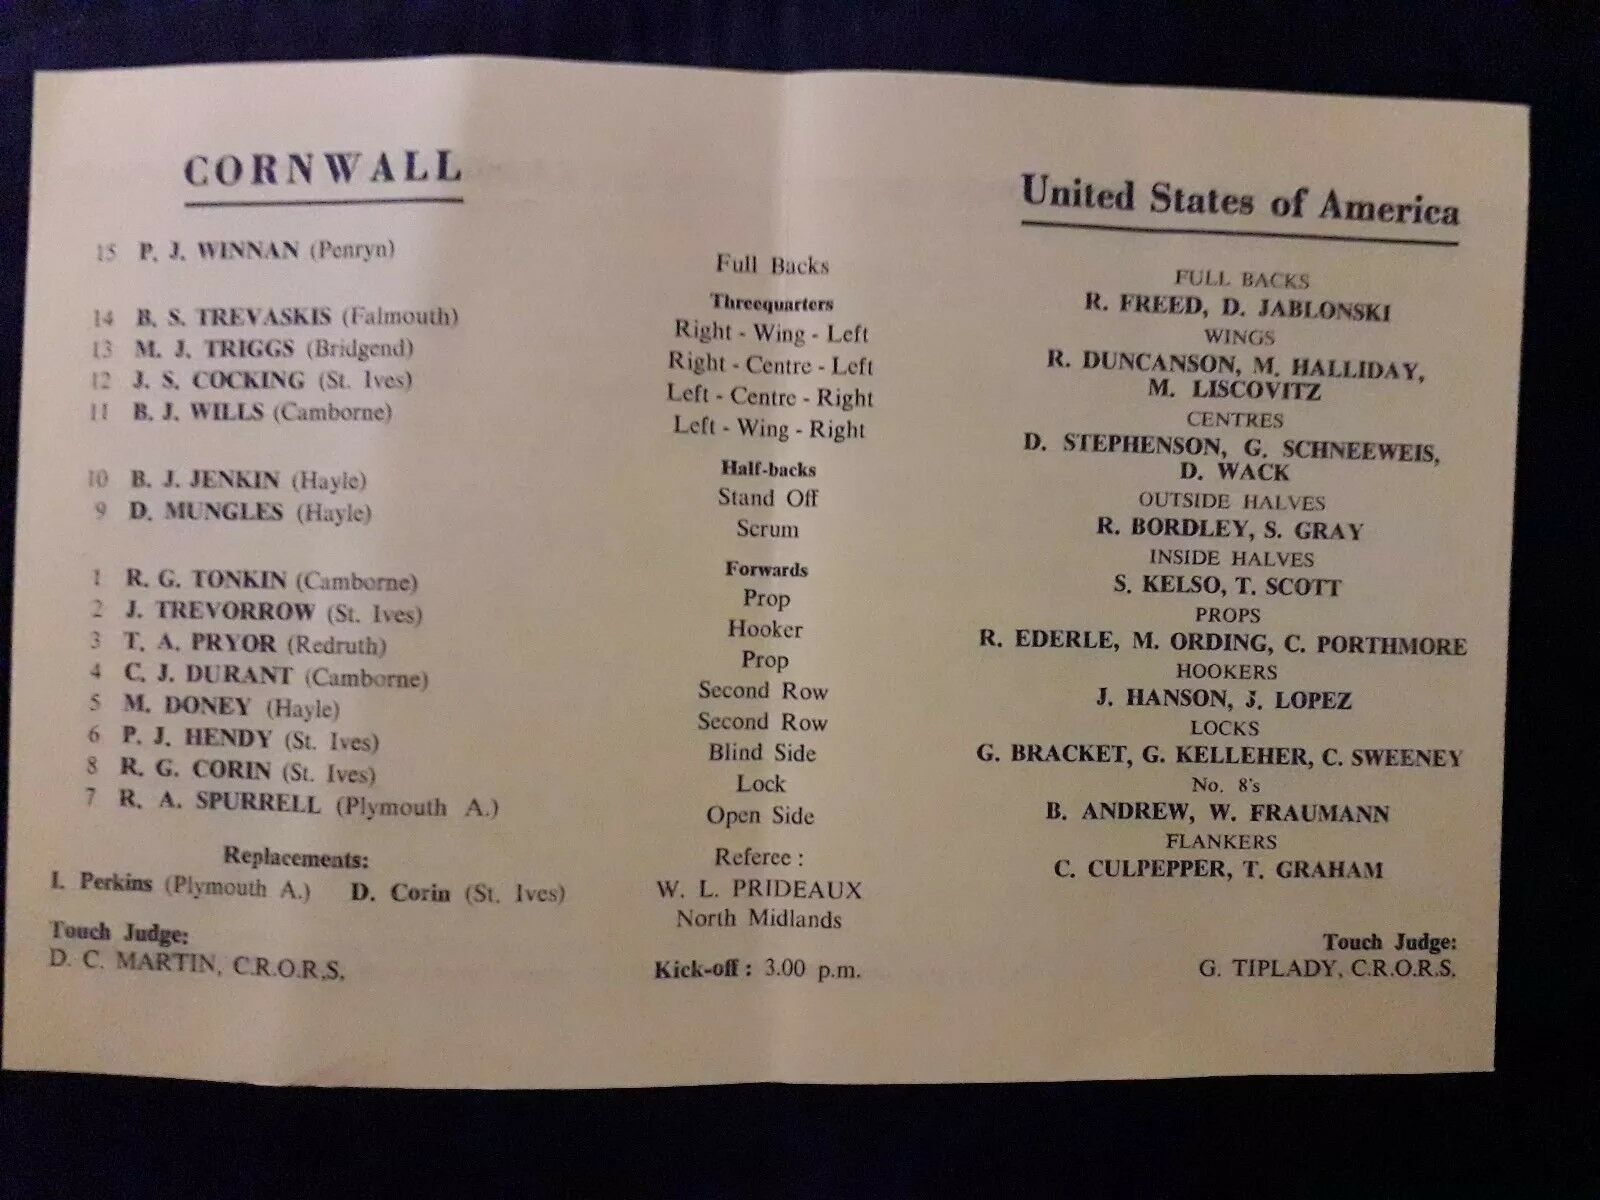 CORNWALL
15 P. J. WINNAN (Penryn)
14 B. S. TREVASKIS (Falmouth)
13 M. J. TRIGGS (Bridgend)
12 J. S. COCKING (St. Ives)
11 B. J. WILLS (Camborne)
10 B. J. JENKIN (Hayle)
9 D. MUNGLES (Hayle)
1 R. G. TONKIN (Camborne)
2 J. TREVORROW (St. Ives)
3 T. A. PRYOR (Redruth)
4 C. J. DURANT (Camborne)
5 M. DONEY (Hayle)
6 P. J. HENDY (St. Ives)
8 R. G. CORIN (St. Ives)
7 R. A. SPURRELL (Plymouth A.)
Replacements:
I. Perkins (Plymouth A.) D. Corin (St. Ives)
Touch Judge:
D. C. MARTIN, C.R.O.R.S.
Full Backs
Threequarters
Right - Wing - Left
Right - Centre - Left
Left - Centre - Right
Left - Wing - Right
Half-backs
Stand Off
Scrum
Forwards
Prop
Hooker
Prop
Second Row
Second Row
Blind Side
Lock
Open Side
Referee :
W. L. PRIDEAUX
North Midlands
Kick-off : 3.00 p.m.
United States of America
FULL BACKS
R. FREED, D. JABLONSKI
WINGS
R. DUNCANSON, M. HALLIDAY,
M. LISCOVITZ
CENTRES
D. STEPHENSON, G. SCHNEEWEIS,
D. WACK
OUTSIDE HALVES
R. BORDLEY, S. GRAY
INSIDE HALVES
S. KELSO, T. SCOTT
PROPS
R. EDERLE, M. ORDING, C. PORTHMORE
HOOKERS
J. HANSON, J. LOPEZ
LOCKS
G. BRACKET, G. KELLEHER, C. SWEENEY
No. 8's
B. ANDREW, W. FRAUMANN
FLANKERS
C. CULPEPPER, T. GRAHAM
Touch Judge:
G. TIPLADY, C.R.O.R.S.